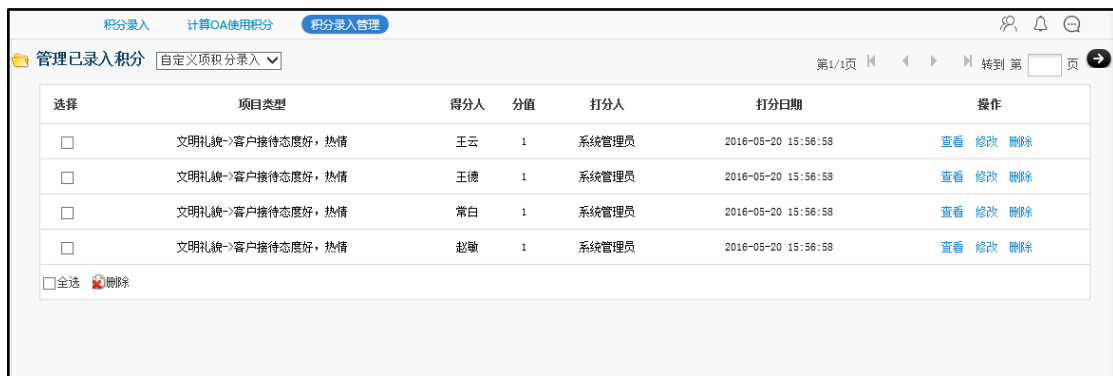 积分录入 计算OA使用积分 积分录入管理
管理已录入积分 自定义项积分录入 第1/1页 转到 第 页
选择 项目类型 得分人 分值 打分人 打分日期 操作
文明礼貌->客户接待态度好，热情 王云 1 系统管理员 2016-05-20 15:56:58 查看 修改 删除
文明礼貌->客户接待态度好，热情 王德 1 系统管理员 2016-05-20 15:56:58 查看 修改 删除
文明礼貌->客户接待态度好，热情 常白 1 系统管理员 2016-05-20 15:56:58 查看 修改 删除
文明礼貌->客户接待态度好，热情 赵敏 1 系统管理员 2016-05-20 15:56:58 查看 修改 删除
全选 删除